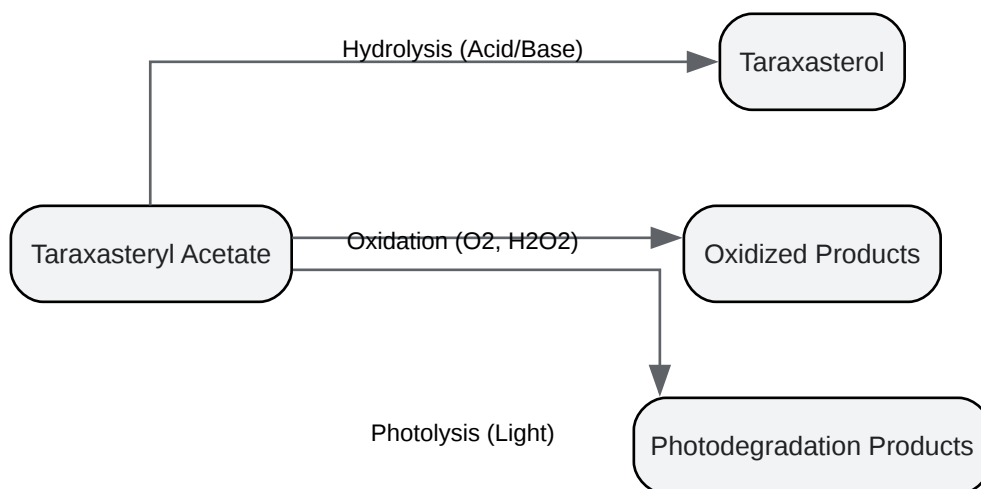 Hydrolysis (Acid/Base)
Taraxasterol
Taraxasteryl Acetate
Oxidation (O2, H2O2)
Oxidized Products
Photolysis (Light)
Photodegradation Products